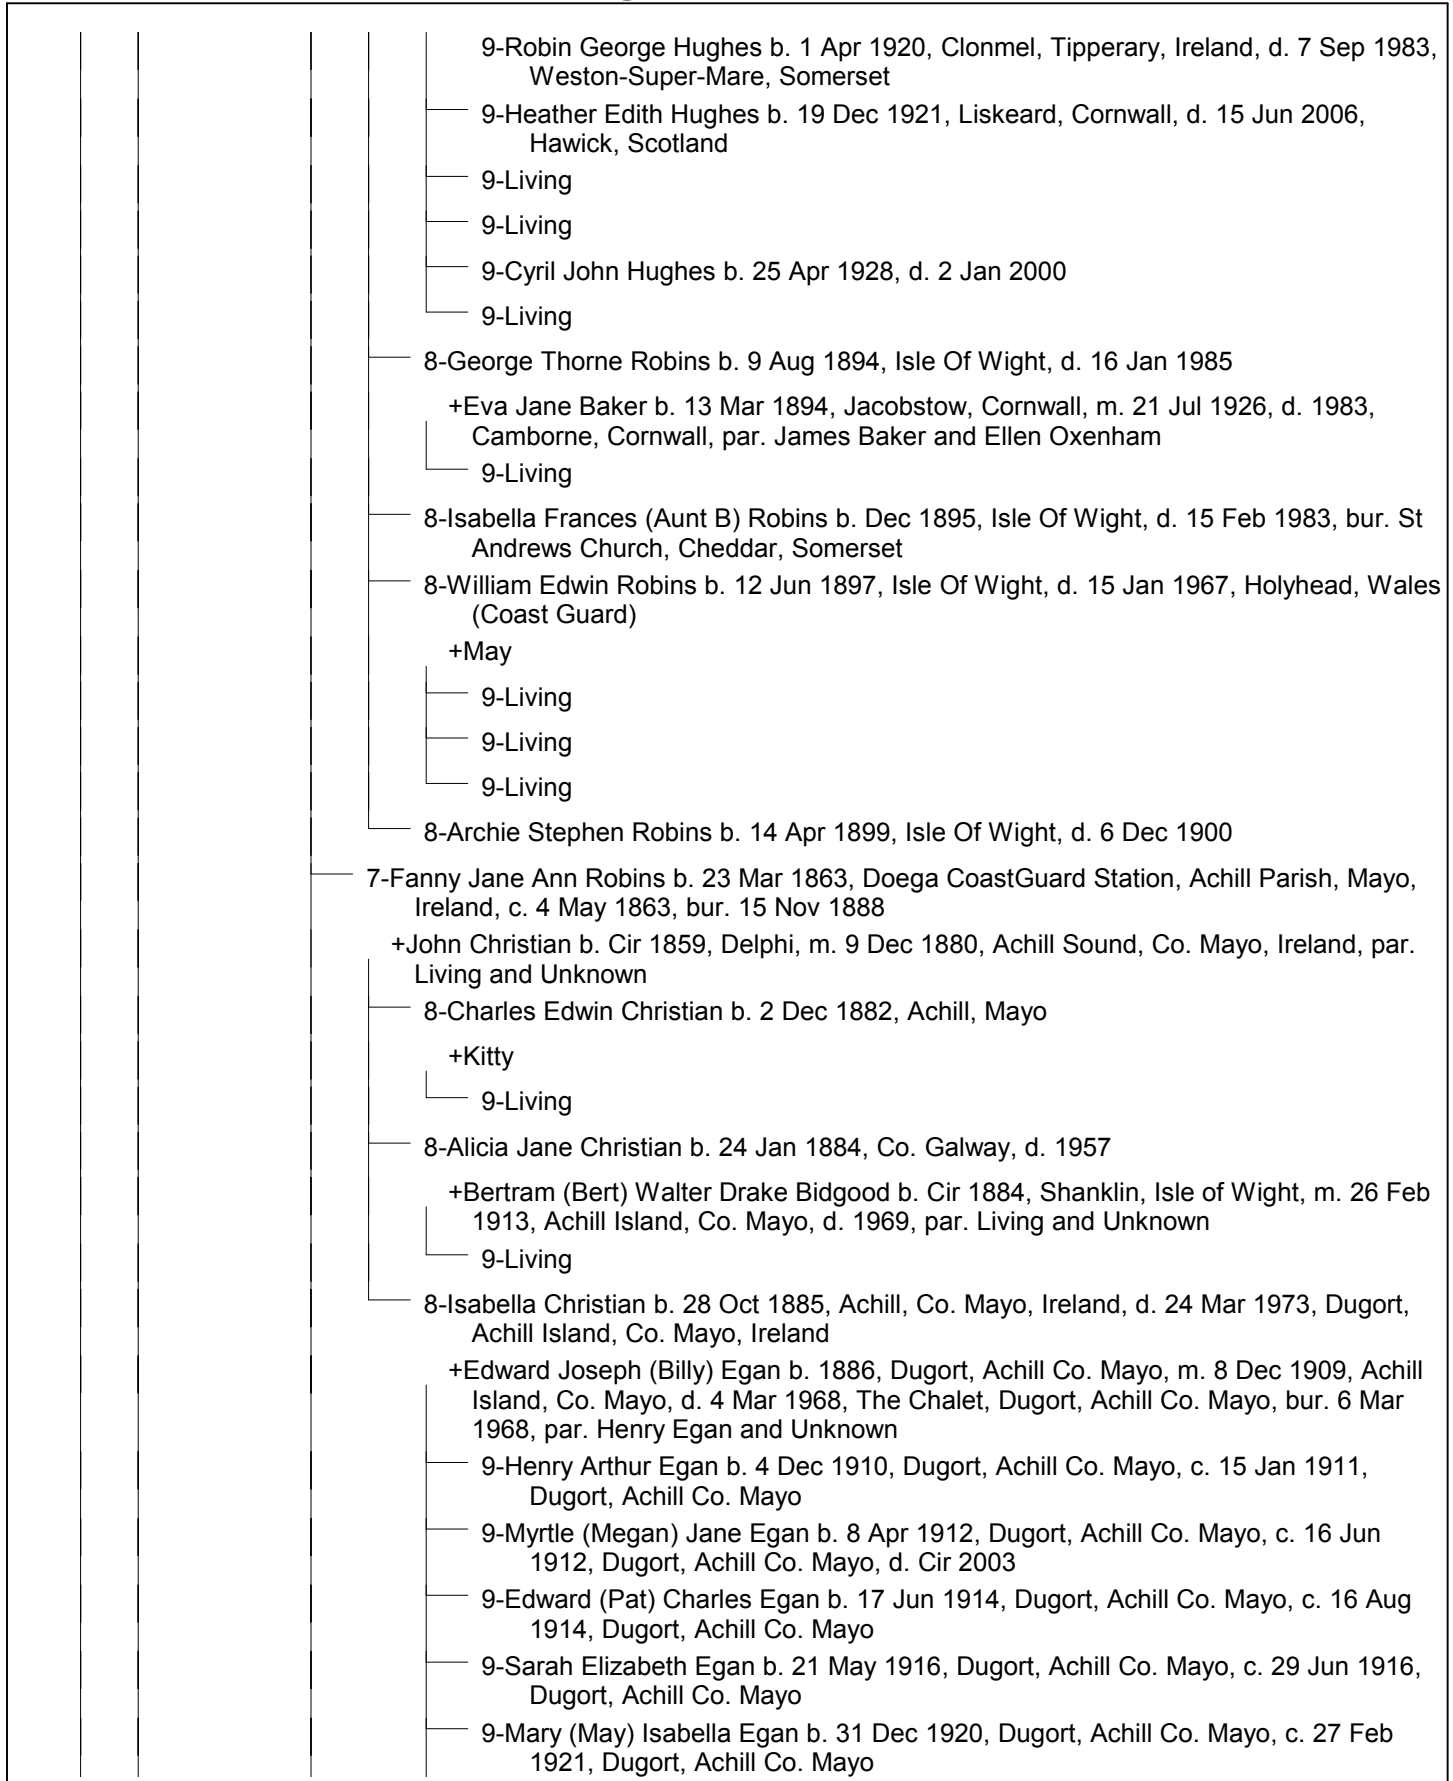 9-Robin George Hughes b. 1 Apr 1920, Clonmel, Tipperary, Ireland, d. 7 Sep 1983,
Weston-Super-Mare, Somerset
9-Heather Edith Hughes b. 19 Dec 1921, Liskeard, Cornwall, d. 15 Jun 2006,
Hawick, Scotland
9-Living
9-Living
9-Cyril John Hughes b. 25 Apr 1928, d. 2 Jan 2000
9-Living
8-George Thorne Robins b. 9 Aug 1894, Isle Of Wight, d. 16 Jan 1985
+Eva Jane Baker b. 13 Mar 1894, Jacobstow, Cornwall, m. 21 Jul 1926, d. 1983,
Camborne, Cornwall, par. James Baker and Ellen Oxenham
9-Living
8-Isabella Frances (Aunt B) Robins b. Dec 1895, Isle Of Wight, d. 15 Feb 1983, bur. St
Andrews Church, Cheddar, Somerset
8-William Edwin Robins b. 12 Jun 1897, Isle Of Wight, d. 15 Jan 1967, Holyhead, Wales
(Coast Guard)
+May
9-Living
9-Living
9-Living
8-Archie Stephen Robins b. 14 Apr 1899, Isle Of Wight, d. 6 Dec 1900
7-Fanny Jane Ann Robins b. 23 Mar 1863, Doega CoastGuard Station, Achill Parish, Mayo,
Ireland, c. 4 May 1863, bur. 15 Nov 1888
+John Christian b. Cir 1859, Delphi, m. 9 Dec 1880, Achill Sound, Co. Mayo, Ireland, par.
Living and Unknown
8-Charles Edwin Christian b. 2 Dec 1882, Achill, Mayo
+Kitty
9-Living
8-Alicia Jane Christian b. 24 Jan 1884, Co. Galway, d. 1957
+Bertram (Bert) Walter Drake Bidgood b. Cir 1884, Shanklin, Isle of Wight, m. 26 Feb
1913, Achill Island, Co. Mayo, d. 1969, par. Living and Unknown
9-Living
8-Isabella Christian b. 28 Oct 1885, Achill, Co. Mayo, Ireland, d. 24 Mar 1973, Dugort,
Achill Island, Co. Mayo, Ireland
+Edward Joseph (Billy) Egan b. 1886, Dugort, Achill Co. Mayo, m. 8 Dec 1909, Achill
Island, Co. Mayo, d. 4 Mar 1968, The Chalet, Dugort, Achill Co. Mayo, bur. 6 Mar
1968, par. Henry Egan and Unknown
9-Henry Arthur Egan b. 4 Dec 1910, Dugort, Achill Co. Mayo, c. 15 Jan 1911,
Dugort, Achill Co. Mayo
9-Myrtle (Megan) Jane Egan b. 8 Apr 1912, Dugort, Achill Co. Mayo, c. 16 Jun
1912, Dugort, Achill Co. Mayo, d. Cir 2003
9-Edward (Pat) Charles Egan b. 17 Jun 1914, Dugort, Achill Co. Mayo, c. 16 Aug
1914, Dugort, Achill Co. Mayo
9-Sarah Elizabeth Egan b. 21 May 1916, Dugort, Achill Co. Mayo, c. 29 Jun 1916,
Dugort, Achill Co. Mayo
9-Mary (May) Isabella Egan b. 31 Dec 1920, Dugort, Achill Co. Mayo, c. 27 Feb
1921, Dugort, Achill Co. Mayo